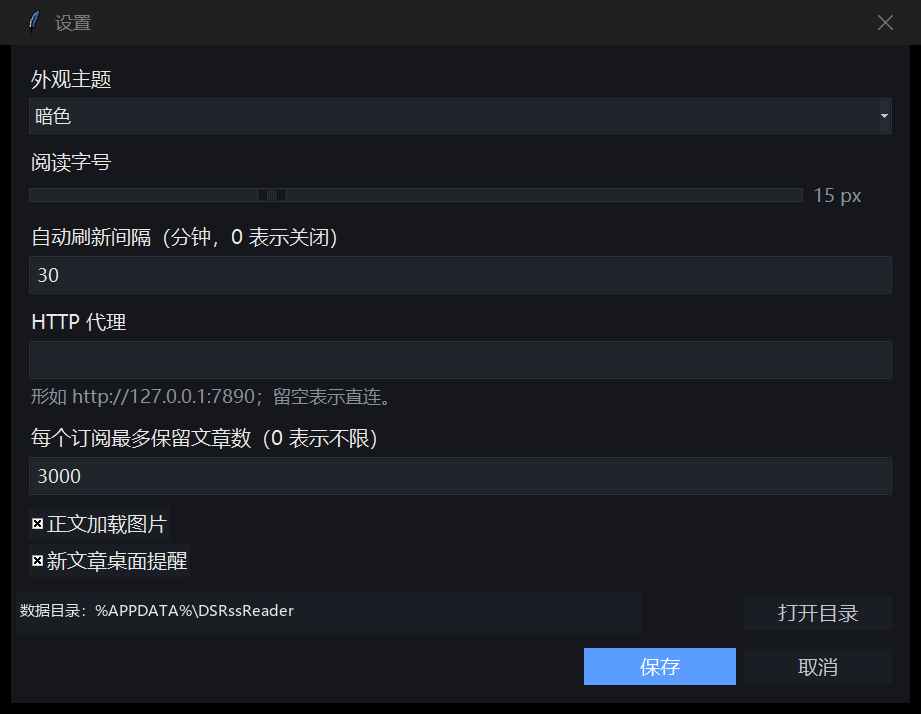 设置
外观主题
暗色
阅读字号
15 px
自动刷新间隔（分钟，0 表示关闭）
30
HTTP 代理
形如 http://127.0.0.1:7890；留空表示直连。
每个订阅最多保留文章数（0 表示不限）
3000
正文加载图片
新文章桌面提醒
数据目录：%APPDATA%\DSRssReader
打开目录
保存
取消